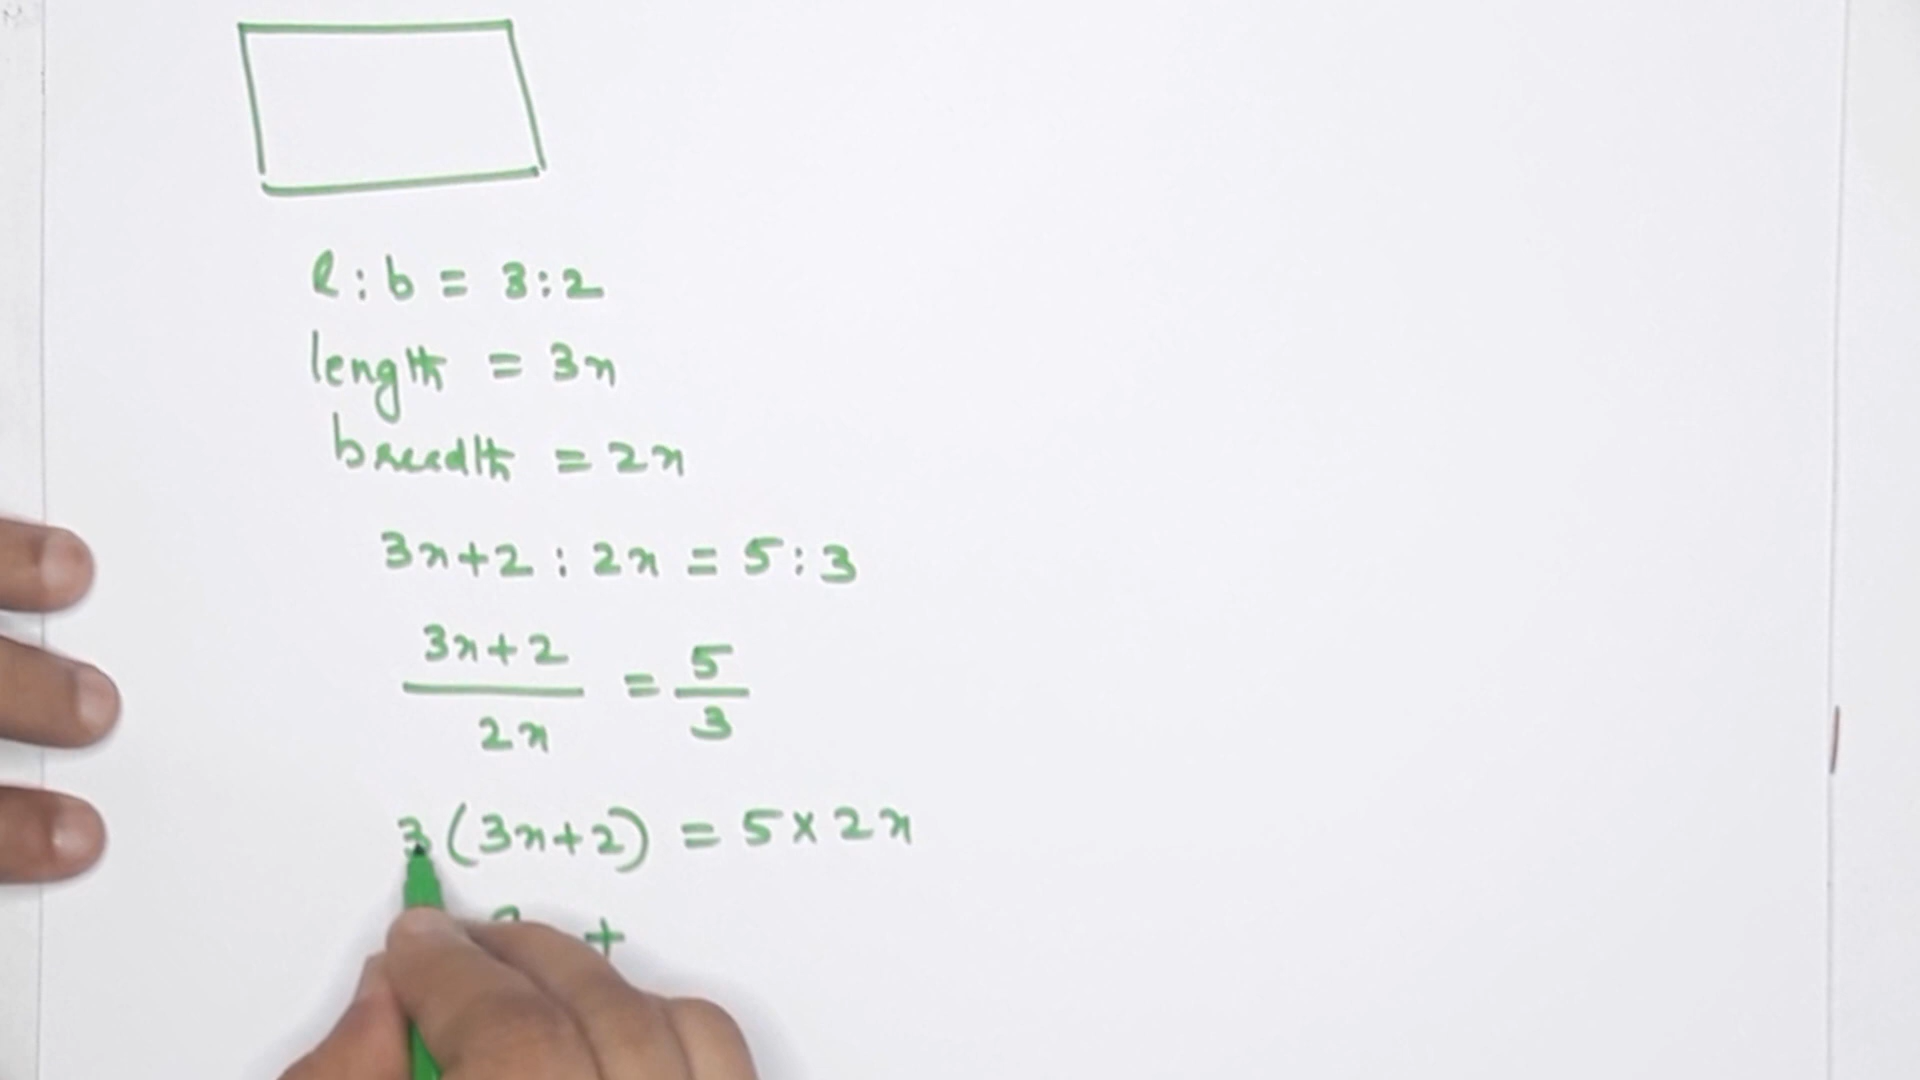 l : b = 3 : 2
length = 3x
breadth = 2x
3x+2 : 2x = 5 : 3
3x+2
2x
= 5
3
3(3x+2) = 5 × 2x
+